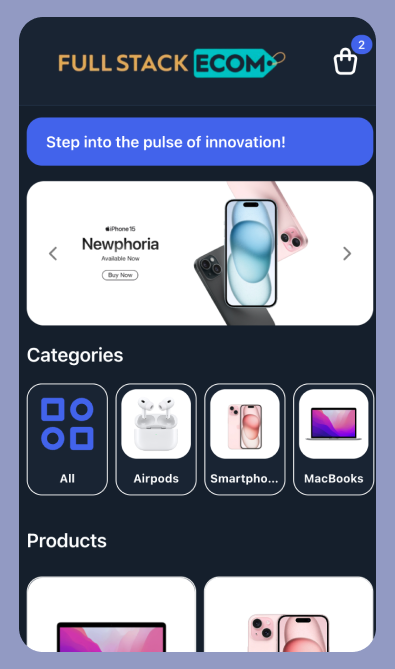 FULL STACK ECOM
2
Step into the pulse of innovation!
iPhone 15
Newphoria
Available Now
Buy Now
Categories
All
Airpods
Smartpho...
MacBooks
Products